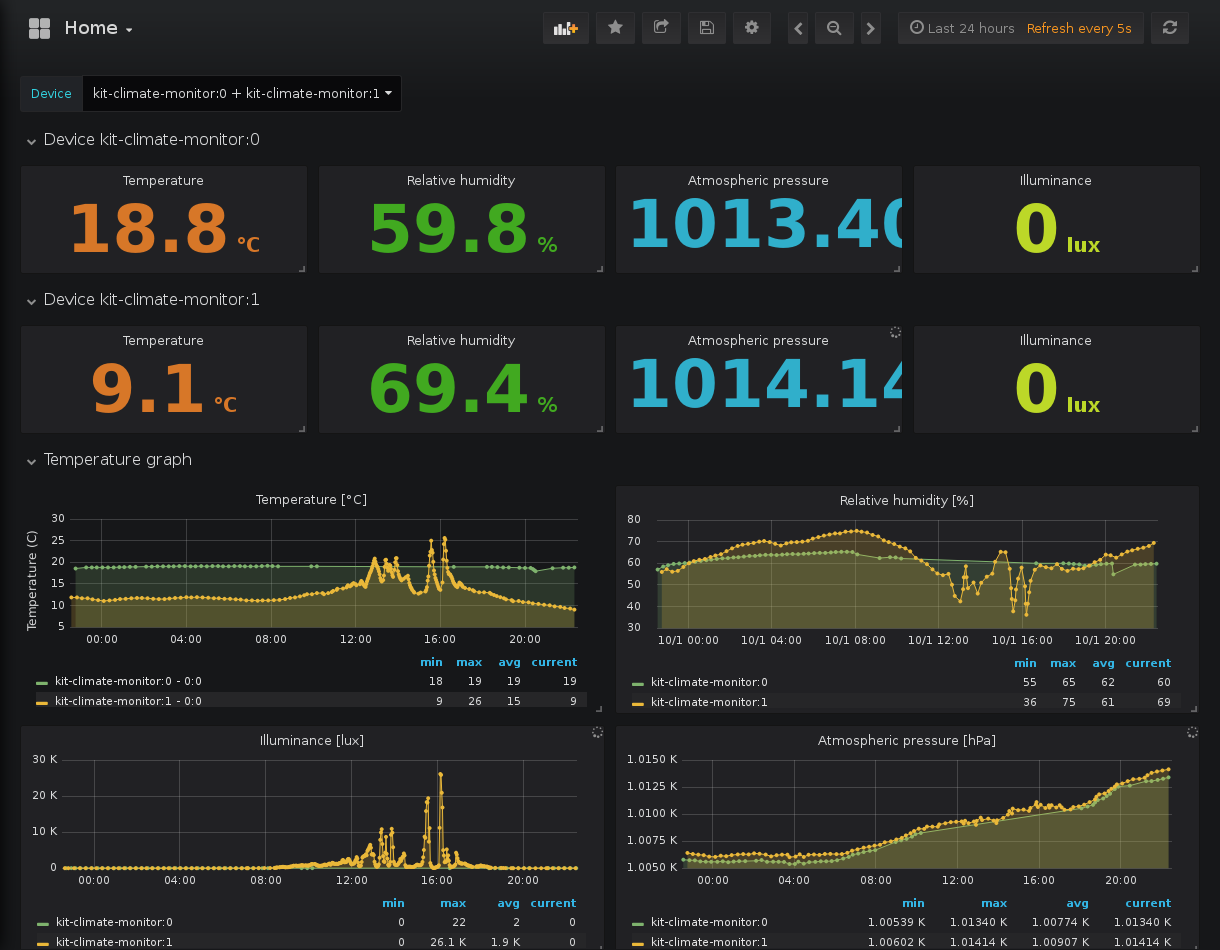 Home
Last 24 hours Refresh every 5s
Device kit-climate-monitor:0 + kit-climate-monitor:1
Device kit-climate-monitor:0
Temperature Relative humidity Atmospheric pressure Illuminance
18.8 °C 59.8 % 1013.40 0 lux
Device kit-climate-monitor:1
Temperature Relative humidity Atmospheric pressure Illuminance
9.1 °C 69.4 % 1014.14 0 lux
Temperature graph
Temperature [°C]
Temperature (C)
30
25
20
15
10
5
00:00 04:00 08:00 12:00 16:00 20:00
min max avg current
kit-climate-monitor:0 - 0:0 18 19 19 19
kit-climate-monitor:1 - 0:0 9 26 15 9
Relative humidity [%]
80
70
60
50
40
30
10/1 00:00 10/1 04:00 10/1 08:00 10/1 12:00 10/1 16:00 10/1 20:00
min max avg current
kit-climate-monitor:0 55 65 62 60
kit-climate-monitor:1 36 75 61 69
Illuminance [lux]
30 K
20 K
10 K
0
00:00 04:00 08:00 12:00 16:00 20:00
min max avg current
kit-climate-monitor:0 0 22 2 0
kit-climate-monitor:1 0 26.1 K 1.9 K 0
Atmospheric pressure [hPa]
1.0150 K
1.0125 K
1.0100 K
1.0075 K
1.0050 K
00:00 04:00 08:00 12:00 16:00 20:00
min max avg current
kit-climate-monitor:0 1.00539 K 1.01340 K 1.00774 K 1.01340 K
kit-climate-monitor:1 1.00602 K 1.01414 K 1.00907 K 1.01414 K